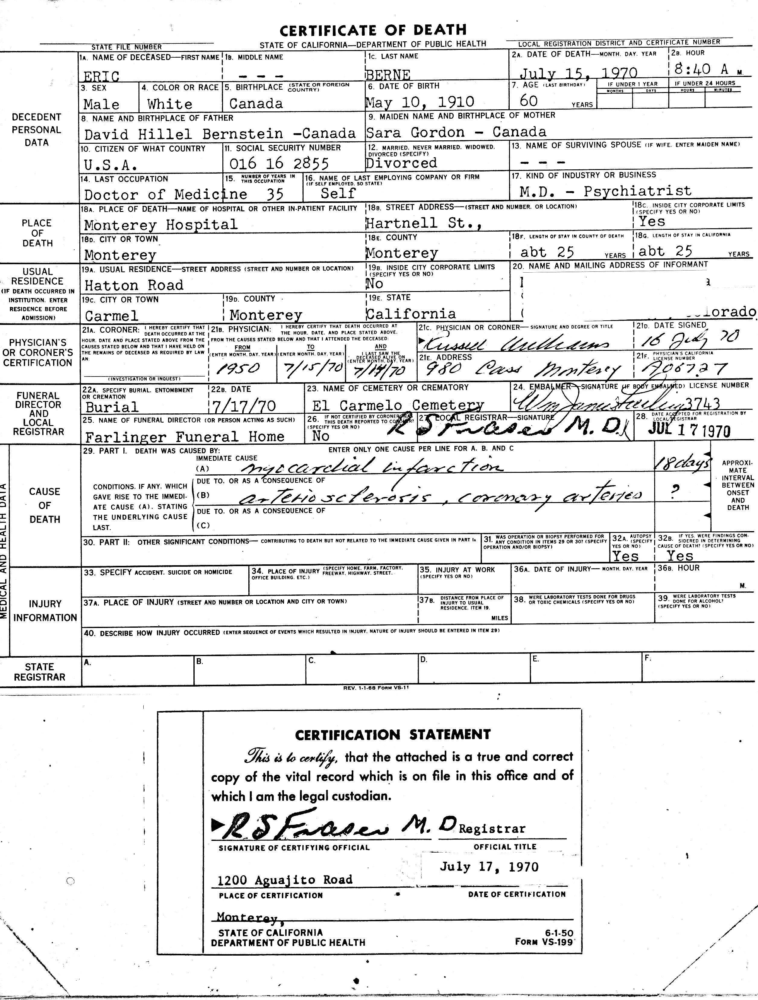 CERTIFICATE OF DEATH
STATE FILE NUMBER
STATE OF CALIFORNIA—DEPARTMENT OF PUBLIC HEALTH
LOCAL REGISTRATION DISTRICT AND CERTIFICATE NUMBER
DECEDENT PERSONAL DATA
1A. NAME OF DECEASED—FIRST NAME
ERIC
1B. MIDDLE NAME
- - -
1C. LAST NAME
BERNE
2A. DATE OF DEATH—MONTH, DAY, YEAR
July 15, 1970
2B. HOUR
8:40 A M.
3. SEX
Male
4. COLOR OR RACE
White
5. BIRTHPLACE (STATE OR FOREIGN COUNTRY)
Canada
6. DATE OF BIRTH
May 10, 1910
7. AGE (LAST BIRTHDAY)
60 YEARS
IF UNDER 1 YEAR
MONTHS DAYS
IF UNDER 24 HOURS
HOURS MINUTES
8. NAME AND BIRTHPLACE OF FATHER
David Hillel Bernstein -Canada
9. MAIDEN NAME AND BIRTHPLACE OF MOTHER
Sara Gordon - Canada
10. CITIZEN OF WHAT COUNTRY
U.S.A.
11. SOCIAL SECURITY NUMBER
016 16 2855
12. MARRIED, NEVER MARRIED, WIDOWED, DIVORCED (SPECIFY)
Divorced
13. NAME OF SURVIVING SPOUSE (IF WIFE, ENTER MAIDEN NAME)
- - -
14. LAST OCCUPATION
Doctor of Medicine
15. NUMBER OF YEARS IN THIS OCCUPATION
35
16. NAME OF LAST EMPLOYING COMPANY OR FIRM (IF SELF EMPLOYED, SO STATE)
Self
17. KIND OF INDUSTRY OR BUSINESS
M.D. - Psychiatrist
PLACE OF DEATH
18A. PLACE OF DEATH—NAME OF HOSPITAL OR OTHER IN-PATIENT FACILITY
Monterey Hospital
18B. STREET ADDRESS—(STREET AND NUMBER, OR LOCATION)
Hartnell St.,
18C. INSIDE CITY CORPORATE LIMITS (SPECIFY YES OR NO)
Yes
18D. CITY OR TOWN
Monterey
18E. COUNTY
Monterey
18F. LENGTH OF STAY IN COUNTY OF DEATH
abt 25 YEARS
18G. LENGTH OF STAY IN CALIFORNIA
abt 25 YEARS
USUAL RESIDENCE
(IF DEATH OCCURRED IN INSTITUTION, ENTER RESIDENCE BEFORE ADMISSION)
19A. USUAL RESIDENCE—STREET ADDRESS (STREET AND NUMBER OR LOCATION)
Hatton Road
19B. INSIDE CITY CORPORATE LIMITS (SPECIFY YES OR NO)
No
20. NAME AND MAILING ADDRESS OF INFORMANT
19C. CITY OR TOWN
Carmel
19D. COUNTY
Monterey
19E. STATE
California
lorado
PHYSICIAN'S OR CORONER'S CERTIFICATION
21A. CORONER: I HEREBY CERTIFY THAT DEATH OCCURRED AT THE HOUR, DATE AND PLACE STATED ABOVE FROM THE CAUSES STATED BELOW AND THAT I HAVE HELD ON THE REMAINS OF DECEASED AS REQUIRED BY LAW AN:
(INVESTIGATION OR INQUEST)
21B. PHYSICIAN: I HEREBY CERTIFY THAT DEATH OCCURRED AT THE HOUR, DATE, AND PLACE STATED ABOVE, FROM THE CAUSES STATED BELOW AND THAT I ATTENDED THE DECEASED:
FROM (ENTER MONTH, DAY, YEAR)
1950
TO (ENTER MONTH, DAY, YEAR)
7/15/70
AND I LAST SAW THE DECEASED ALIVE ON (ENTER MONTH, DAY, YEAR)
7/14/70
21C. PHYSICIAN OR CORONER—SIGNATURE AND DEGREE OR TITLE
Russell Williams
21D. DATE SIGNED
16 July 70
21E. ADDRESS
980 Cass Monterey
21F. PHYSICIAN'S CALIFORNIA LICENSE NUMBER
A06727
FUNERAL DIRECTOR AND LOCAL REGISTRAR
22A. SPECIFY BURIAL, ENTOMBMENT OR CREMATION
Burial
22B. DATE
7/17/70
23. NAME OF CEMETERY OR CREMATORY
El Carmelo Cemetery
24. EMBALMER—SIGNATURE (IF BODY EMBALMED) LICENSE NUMBER
3743
25. NAME OF FUNERAL DIRECTOR (OR PERSON ACTING AS SUCH)
Farlinger Funeral Home
26. IF NOT CERTIFIED BY CORONER, WAS THIS DEATH REPORTED TO CORONER? (SPECIFY YES OR NO)
No
27. LOCAL REGISTRAR—SIGNATURE
R S Fraser M.D.
28. DATE ACCEPTED FOR REGISTRATION BY LOCAL REGISTRAR
JUL 17 1970
MEDICAL AND HEALTH DATA
CAUSE OF DEATH
29. PART I. DEATH WAS CAUSED BY:
ENTER ONLY ONE CAUSE PER LINE FOR A, B, AND C
IMMEDIATE CAUSE
(A) myocardial infarction 18 days
DUE TO, OR AS A CONSEQUENCE OF
(B) arteriosclerosis, coronary arteries ?
DUE TO, OR AS A CONSEQUENCE OF
(C)
CONDITIONS, IF ANY, WHICH GAVE RISE TO THE IMMEDIATE CAUSE (A), STATING THE UNDERLYING CAUSE LAST.
APPROXIMATE INTERVAL BETWEEN ONSET AND DEATH
30. PART II: OTHER SIGNIFICANT CONDITIONS—CONTRIBUTING TO DEATH BUT NOT RELATED TO THE IMMEDIATE CAUSE GIVEN IN PART IA
31. WAS OPERATION OR BIOPSY PERFORMED FOR ANY CONDITION IN ITEMS 29 OR 30? (SPECIFY OPERATION AND/OR BIOPSY)
32A. AUTOPSY (SPECIFY YES OR NO)
Yes
32B. IF YES, WERE FINDINGS CONSIDERED IN DETERMINING CAUSE OF DEATH? (SPECIFY YES OR NO)
Yes
INJURY INFORMATION
33. SPECIFY ACCIDENT, SUICIDE OR HOMICIDE
34. PLACE OF INJURY (SPECIFY HOME, FARM, FACTORY, FREEWAY, HIGHWAY, STREET, OFFICE BUILDING, ETC.)
35. INJURY AT WORK (SPECIFY YES OR NO)
36A. DATE OF INJURY—MONTH, DAY, YEAR
36B. HOUR
M.
37A. PLACE OF INJURY (STREET AND NUMBER OR LOCATION AND CITY OR TOWN)
37B. DISTANCE FROM PLACE OF INJURY TO USUAL RESIDENCE, ITEM 19.
MILES
38. WERE LABORATORY TESTS DONE FOR DRUGS OR TOXIC CHEMICALS (SPECIFY YES OR NO)
39. WERE LABORATORY TESTS DONE FOR ALCOHOL? (SPECIFY YES OR NO)
40. DESCRIBE HOW INJURY OCCURRED (ENTER SEQUENCE OF EVENTS WHICH RESULTED IN INJURY, NATURE OF INJURY SHOULD BE ENTERED IN ITEM 29)
STATE REGISTRAR
A. B. C. D. E. F.
REV. 1-1-68 FORM VS-11
CERTIFICATION STATEMENT
This is to certify, that the attached is a true and correct
copy of the vital record which is on file in this office and of
which I am the legal custodian.
R S Fraser M.D Registrar
SIGNATURE OF CERTIFYING OFFICIAL OFFICIAL TITLE
July 17, 1970
1200 Aguajito Road
PLACE OF CERTIFICATION DATE OF CERTIFICATION
Monterey,
STATE OF CALIFORNIA 6-1-50
DEPARTMENT OF PUBLIC HEALTH FORM VS-199